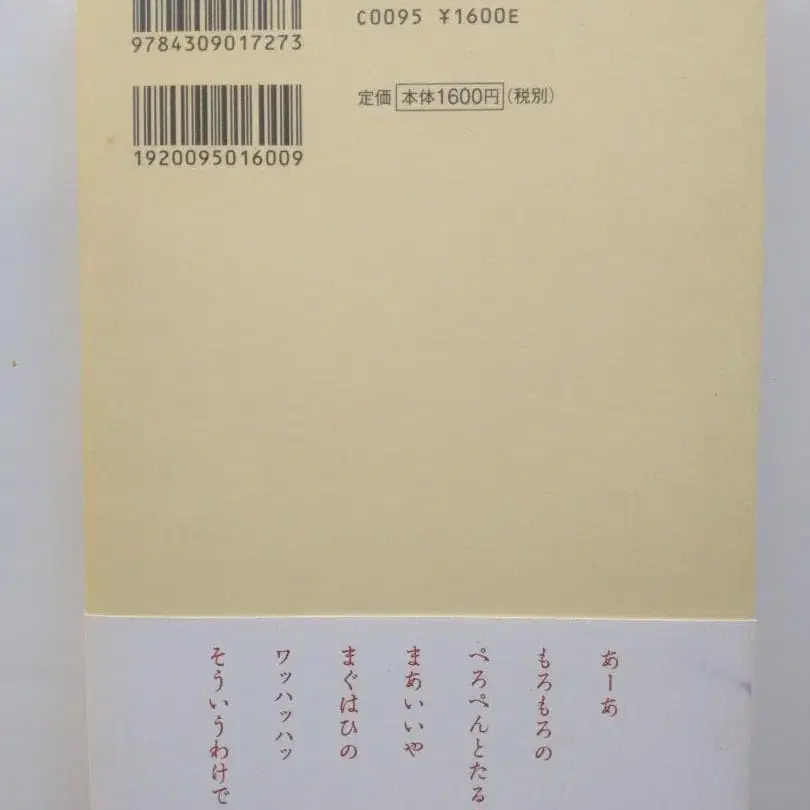 9784309017273
C0095 ¥1600E
1920095016009
定価 本体1600円(税別)
あーあ
もろもろの
ぺろぺんとたる
まあいいや
まぐはひの
ワッハッハッ
そういうわけで